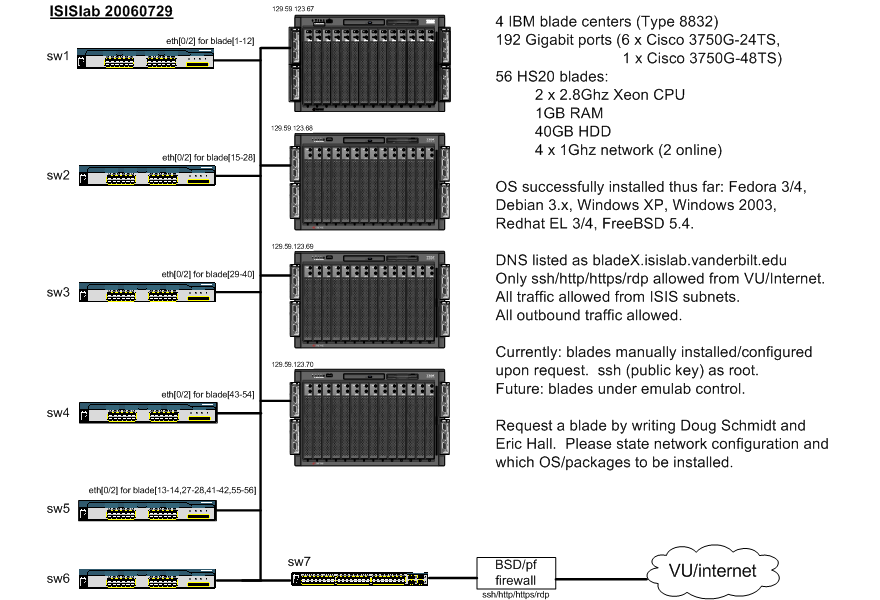 ISISlab 20060729
129.59.123.67
eth[0/2] for blade[1-12]
sw1
129.59.123.68
eth[0/2] for blade[15-28]
sw2
129.59.123.69
eth[0/2] for blade[29-40]
sw3
129.59.123.70
eth[0/2] for blade[43-54]
sw4
eth[0/2] for blade[13-14,27-28,41-42,55-56]
sw5
sw6
sw7
BSD/pf
firewall
ssh/http/https/rdp
VU/internet
4 IBM blade centers (Type 8832)
192 Gigabit ports (6 x Cisco 3750G-24TS,
1 x Cisco 3750G-48TS)
56 HS20 blades:
2 x 2.8Ghz Xeon CPU
1GB RAM
40GB HDD
4 x 1Ghz network (2 online)
OS successfully installed thus far: Fedora 3/4,
Debian 3.x, Windows XP, Windows 2003,
Redhat EL 3/4, FreeBSD 5.4.
DNS listed as bladeX.isislab.vanderbilt.edu
Only ssh/http/https/rdp allowed from VU/Internet.
All traffic allowed from ISIS subnets.
All outbound traffic allowed.
Currently: blades manually installed/configured
upon request. ssh (public key) as root.
Future: blades under emulab control.
Request a blade by writing Doug Schmidt and
Eric Hall. Please state network configuration and
which OS/packages to be installed.